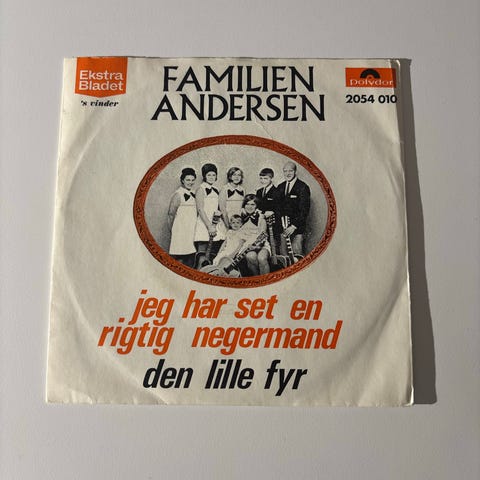 Ekstra
Bladet
's vinder
FAMILIEN
ANDERSEN
Polydor
2054 010
jeg har set en
rigtig negermand
den lille fyr